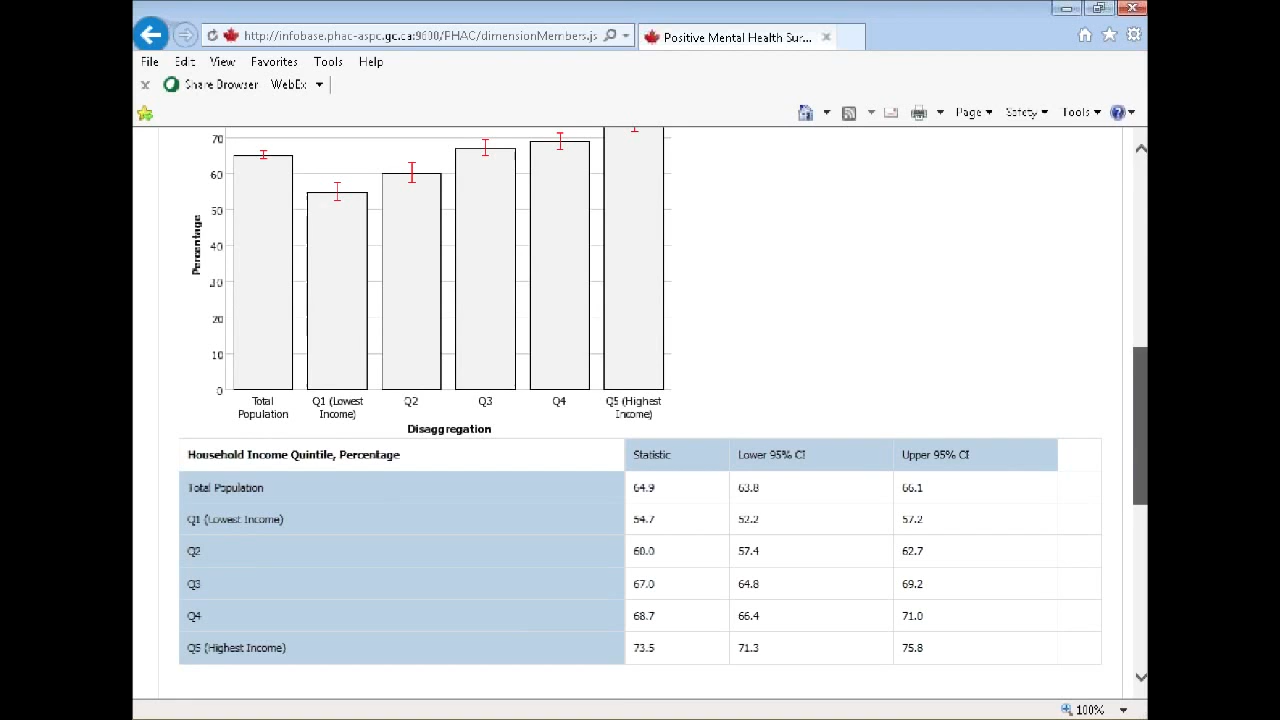 http://infobase.phac-aspc.gc.ca:9600/PHAC/dimensionMembers.js
Positive Mental Health Sur...
File Edit View Favorites Tools Help
x Share Browser WebEx
Page Safety Tools
70
60
50
40
30
20
10
0
Percentage
Total Population
Q1 (Lowest Income)
Q2
Q3
Q4
Q5 (Highest Income)
Disaggregation
Household Income Quintile, Percentage Statistic Lower 95% CI Upper 95% CI
Total Population 64.9 63.8 66.1
Q1 (Lowest Income) 54.7 52.2 57.2
Q2 60.0 57.4 62.7
Q3 67.0 64.8 69.2
Q4 68.7 66.4 71.0
Q5 (Highest Income) 73.5 71.3 75.8
100%